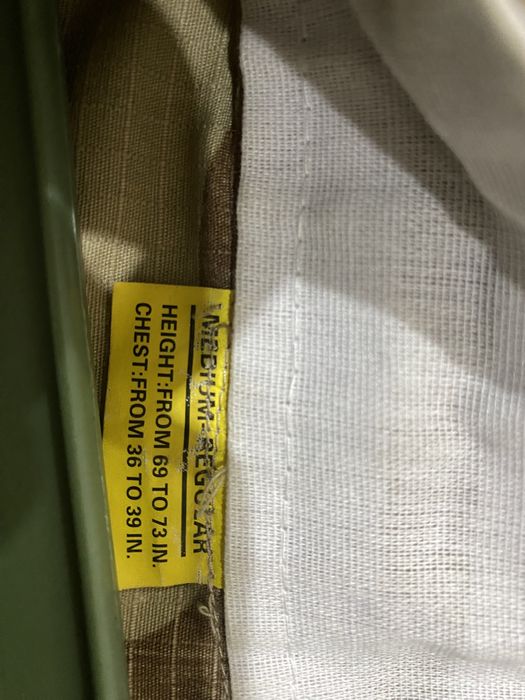 MEDIUM-REGULAR
HEIGHT:FROM 69 TO 73 IN.
CHEST:FROM 36 TO 39 IN.